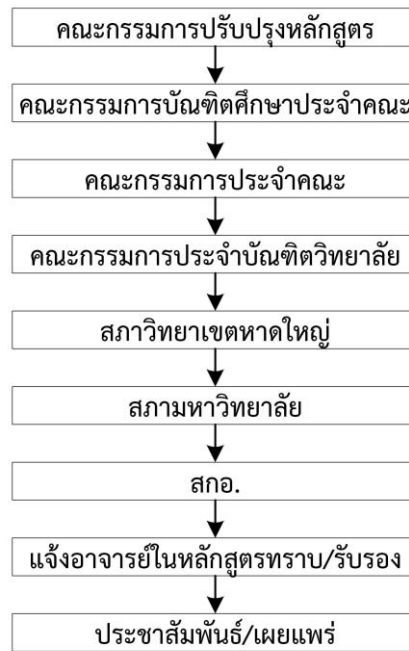 คณะกรรมการปรับปรุงหลักสูตร
คณะกรรมการบัณฑิตศึกษาประจำคณะ
คณะกรรมการประจำคณะ
คณะกรรมการประจำบัณฑิตวิทยาลัย
สภาวิทยาเขตหาดใหญ่
สภามหาวิทยาลัย
สกอ.
แจ้งอาจารย์ในหลักสูตรทราบ/รับรอง
ประชาสัมพันธ์/เผยแพร่